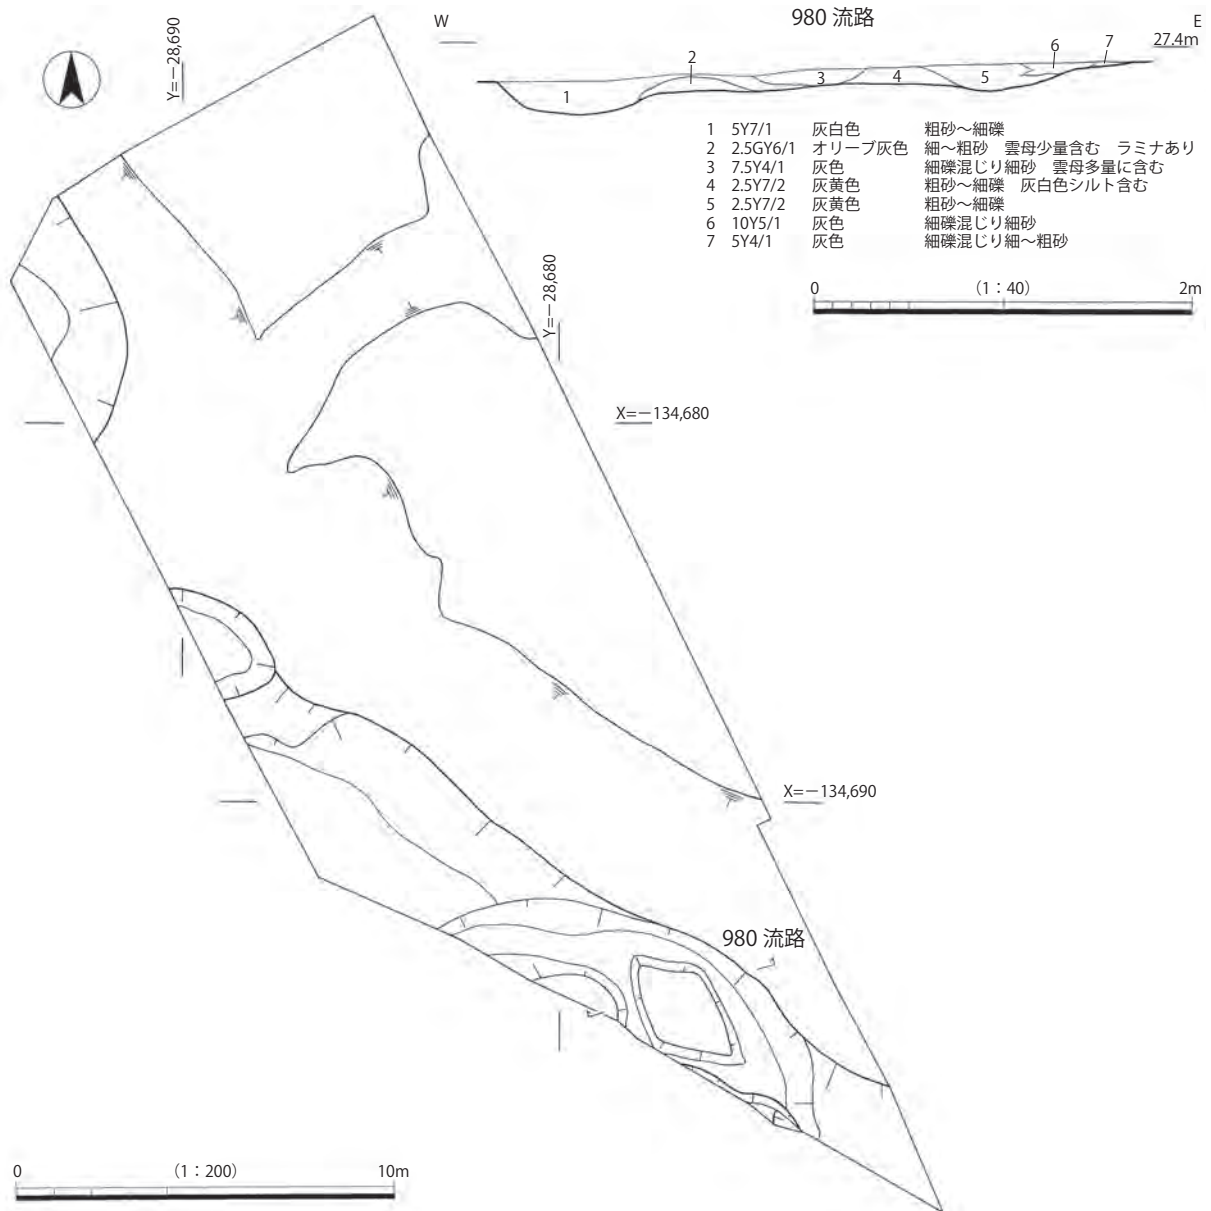 980 流路
W
E
27.4m
1
2
3
4
5
6
7
1 5Y7/1 灰白色 粗砂～細礫
2 2.5GY6/1 オリーブ灰色 細～粗砂 雲母少量含む ラミナあり
3 7.5Y4/1 灰色 細礫混じり細砂 雲母多量に含む
4 2.5Y7/2 灰黄色 粗砂～細礫 灰白色シルト含む
5 2.5Y7/2 灰黄色 粗砂～細礫
6 10Y5/1 灰色 細礫混じり細砂
7 5Y4/1 灰色 細礫混じり細～粗砂
0 (1：40) 2m
Y=－28,690
Y=－28,680
X=－134,680
X=－134,690
980 流路
0 (1：200) 10m